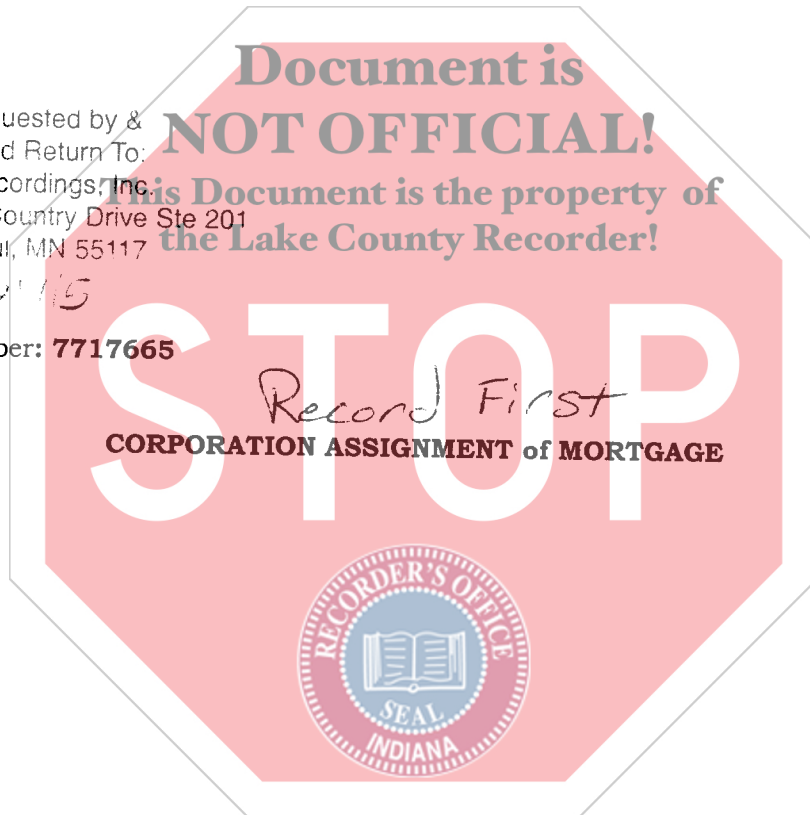 Document is
NOT OFFICIAL!
This Document is the property of
the Lake County Recorder!
uested by &
d Return To:
cordings, Inc.
Country Drive Ste 201
ul, MN 55117
ber: 7717665
STOP
Record First
CORPORATION ASSIGNMENT of MORTGAGE
RECORDER'S OFFICE
SEAL
INDIANA